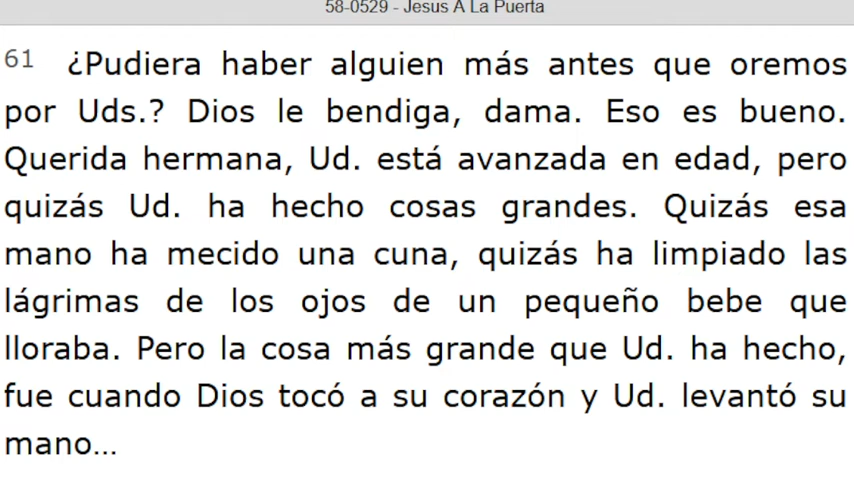 58-0529 - Jesus A La Puerta
61 ¿Pudiera haber alguien más antes que oremos
por Uds.? Dios le bendiga, dama. Eso es bueno.
Querida hermana, Ud. está avanzada en edad, pero
quizás Ud. ha hecho cosas grandes. Quizás esa
mano ha mecido una cuna, quizás ha limpiado las
lágrimas de los ojos de un pequeño bebe que
lloraba. Pero la cosa más grande que Ud. ha hecho,
fue cuando Dios tocó a su corazón y Ud. levantó su
mano...